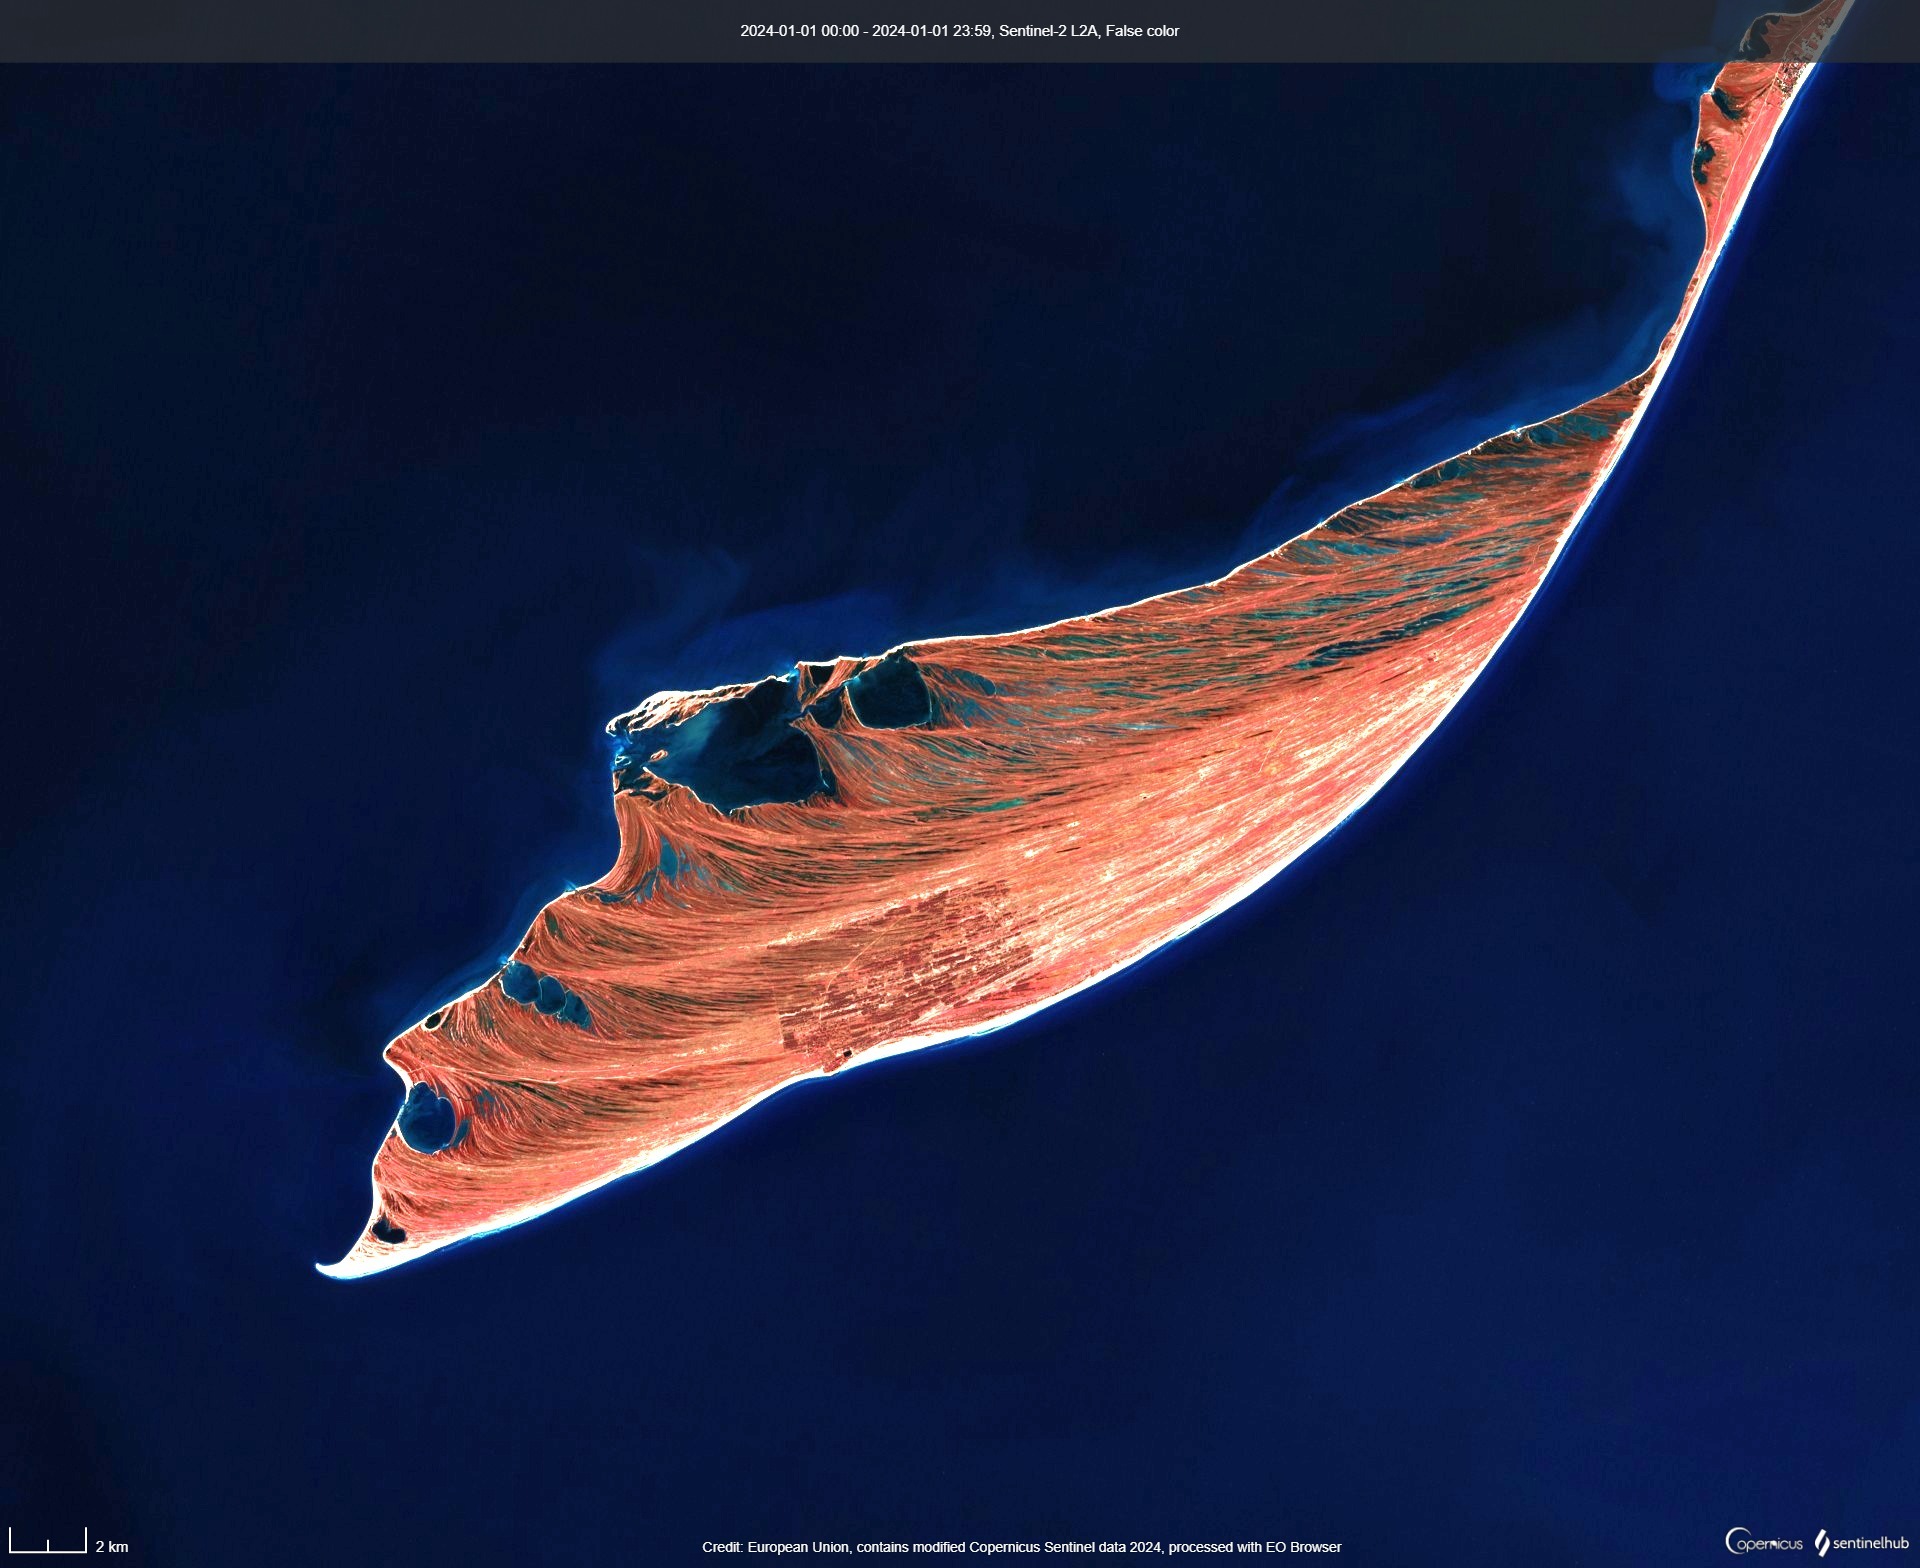 2024-01-01 00:00 - 2024-01-01 23:59, Sentinel-2 L2A, False color
2 km
Credit: European Union, contains modified Copernicus Sentinel data 2024, processed with EO Browser
Copernicus
sentinelhub